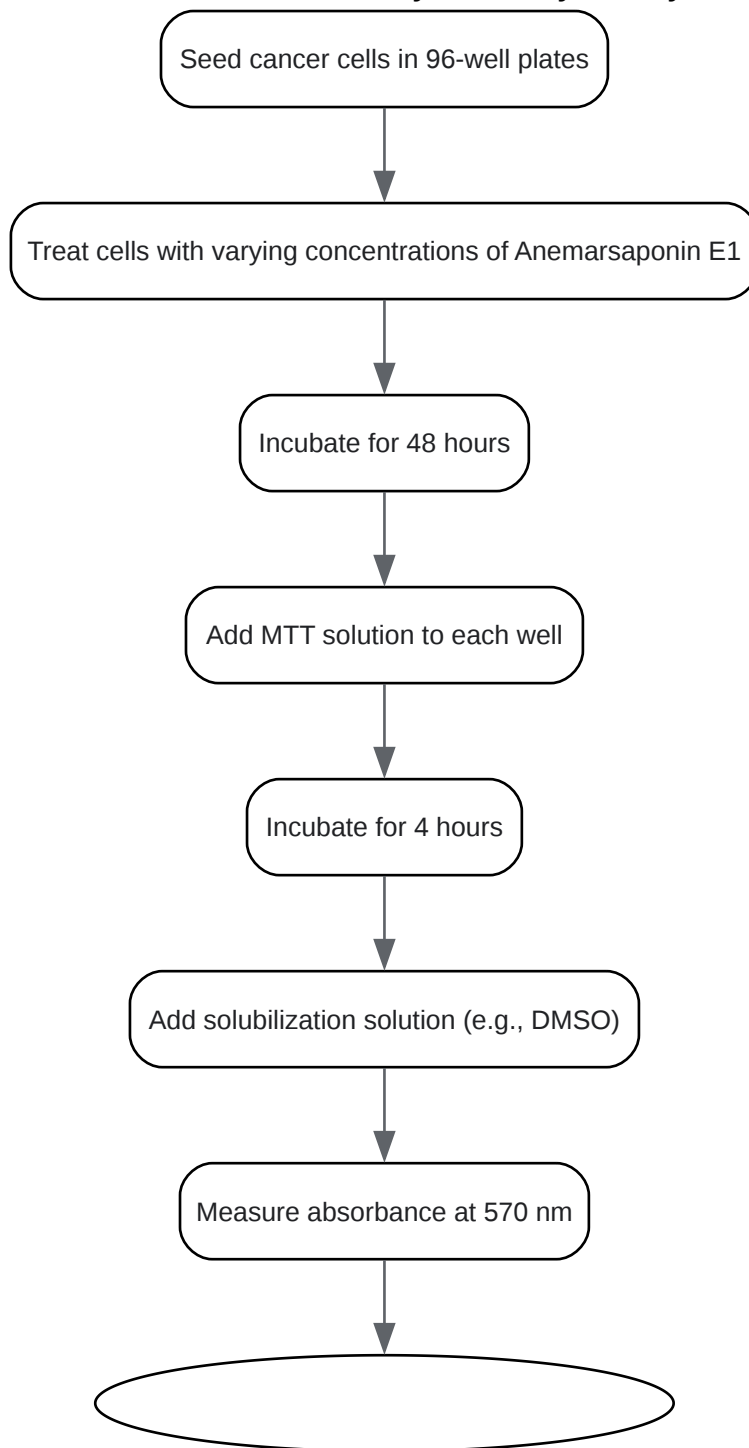 Seed cancer cells in 96-well plates
Treat cells with varying concentrations of Anemarsaponin E1
Incubate for 48 hours
Add MTT solution to each well
Incubate for 4 hours
Add solubilization solution (e.g., DMSO)
Measure absorbance at 570 nm